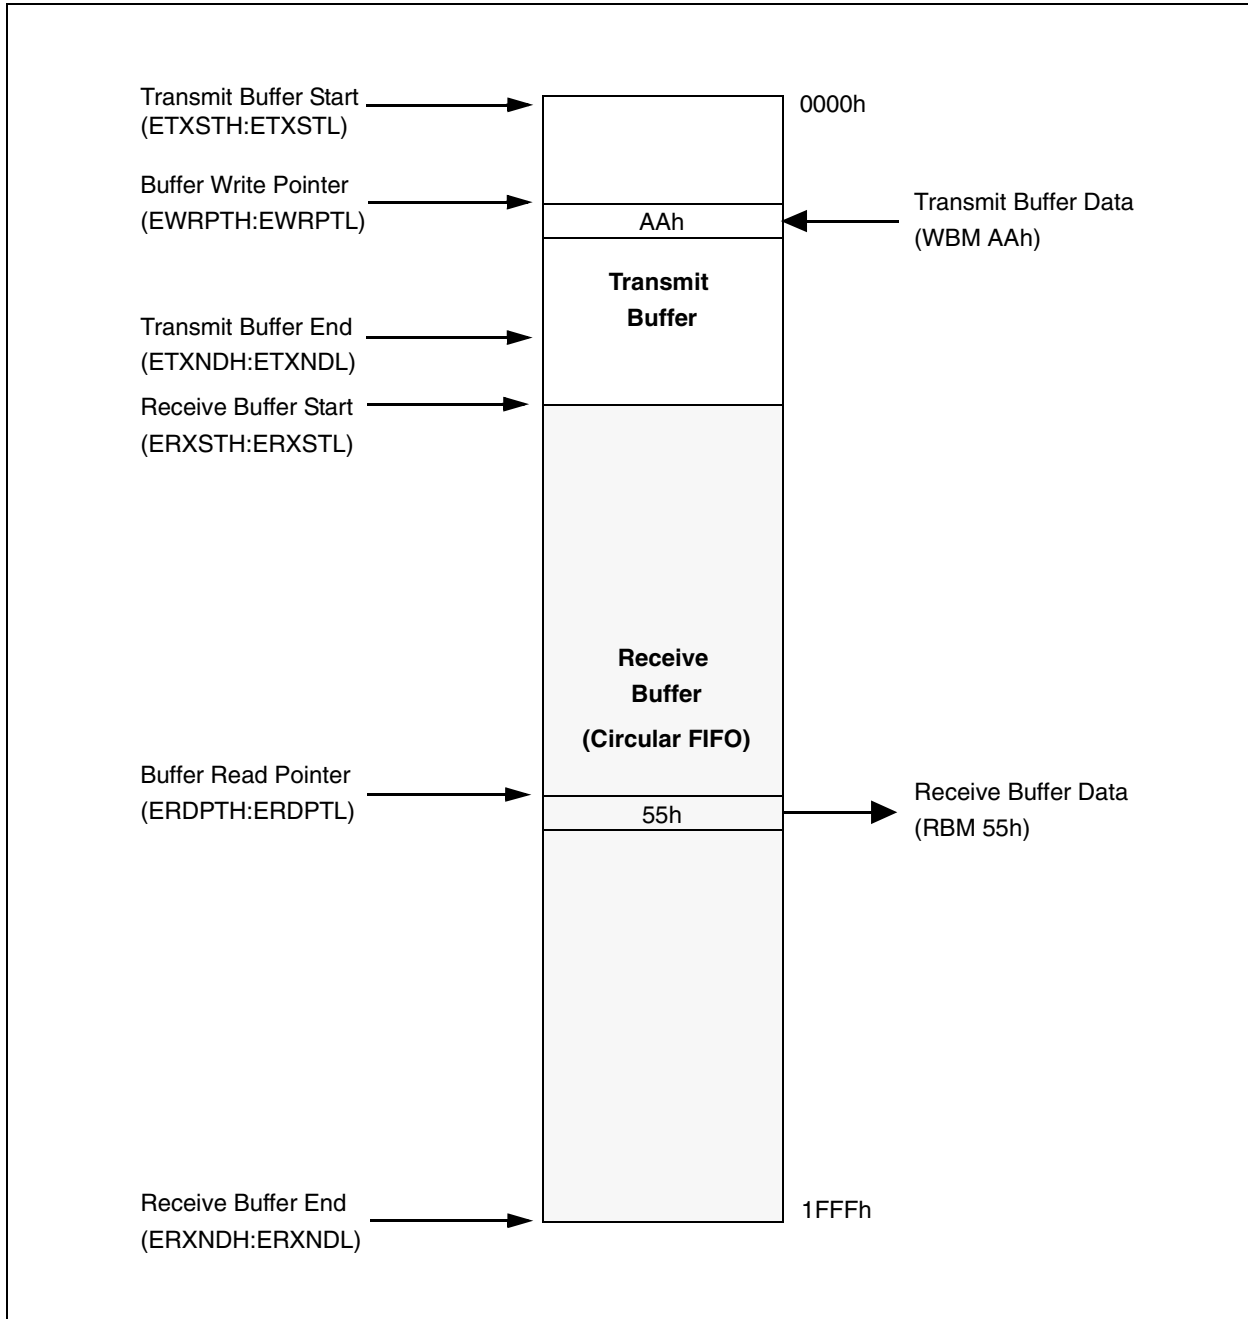 Transmit Buffer Start
(ETXSTH:ETXSTL)
0000h
Buffer Write Pointer
(EWRPTH:EWRPTL)
AAh
Transmit Buffer Data
(WBM AAh)
Transmit
Buffer
Transmit Buffer End
(ETXNDH:ETXNDL)
Receive Buffer Start
(ERXSTH:ERXSTL)
Receive
Buffer
(Circular FIFO)
Buffer Read Pointer
(ERDPTH:ERDPTL)
55h
Receive Buffer Data
(RBM 55h)
Receive Buffer End
(ERXNDH:ERXNDL)
1FFFh